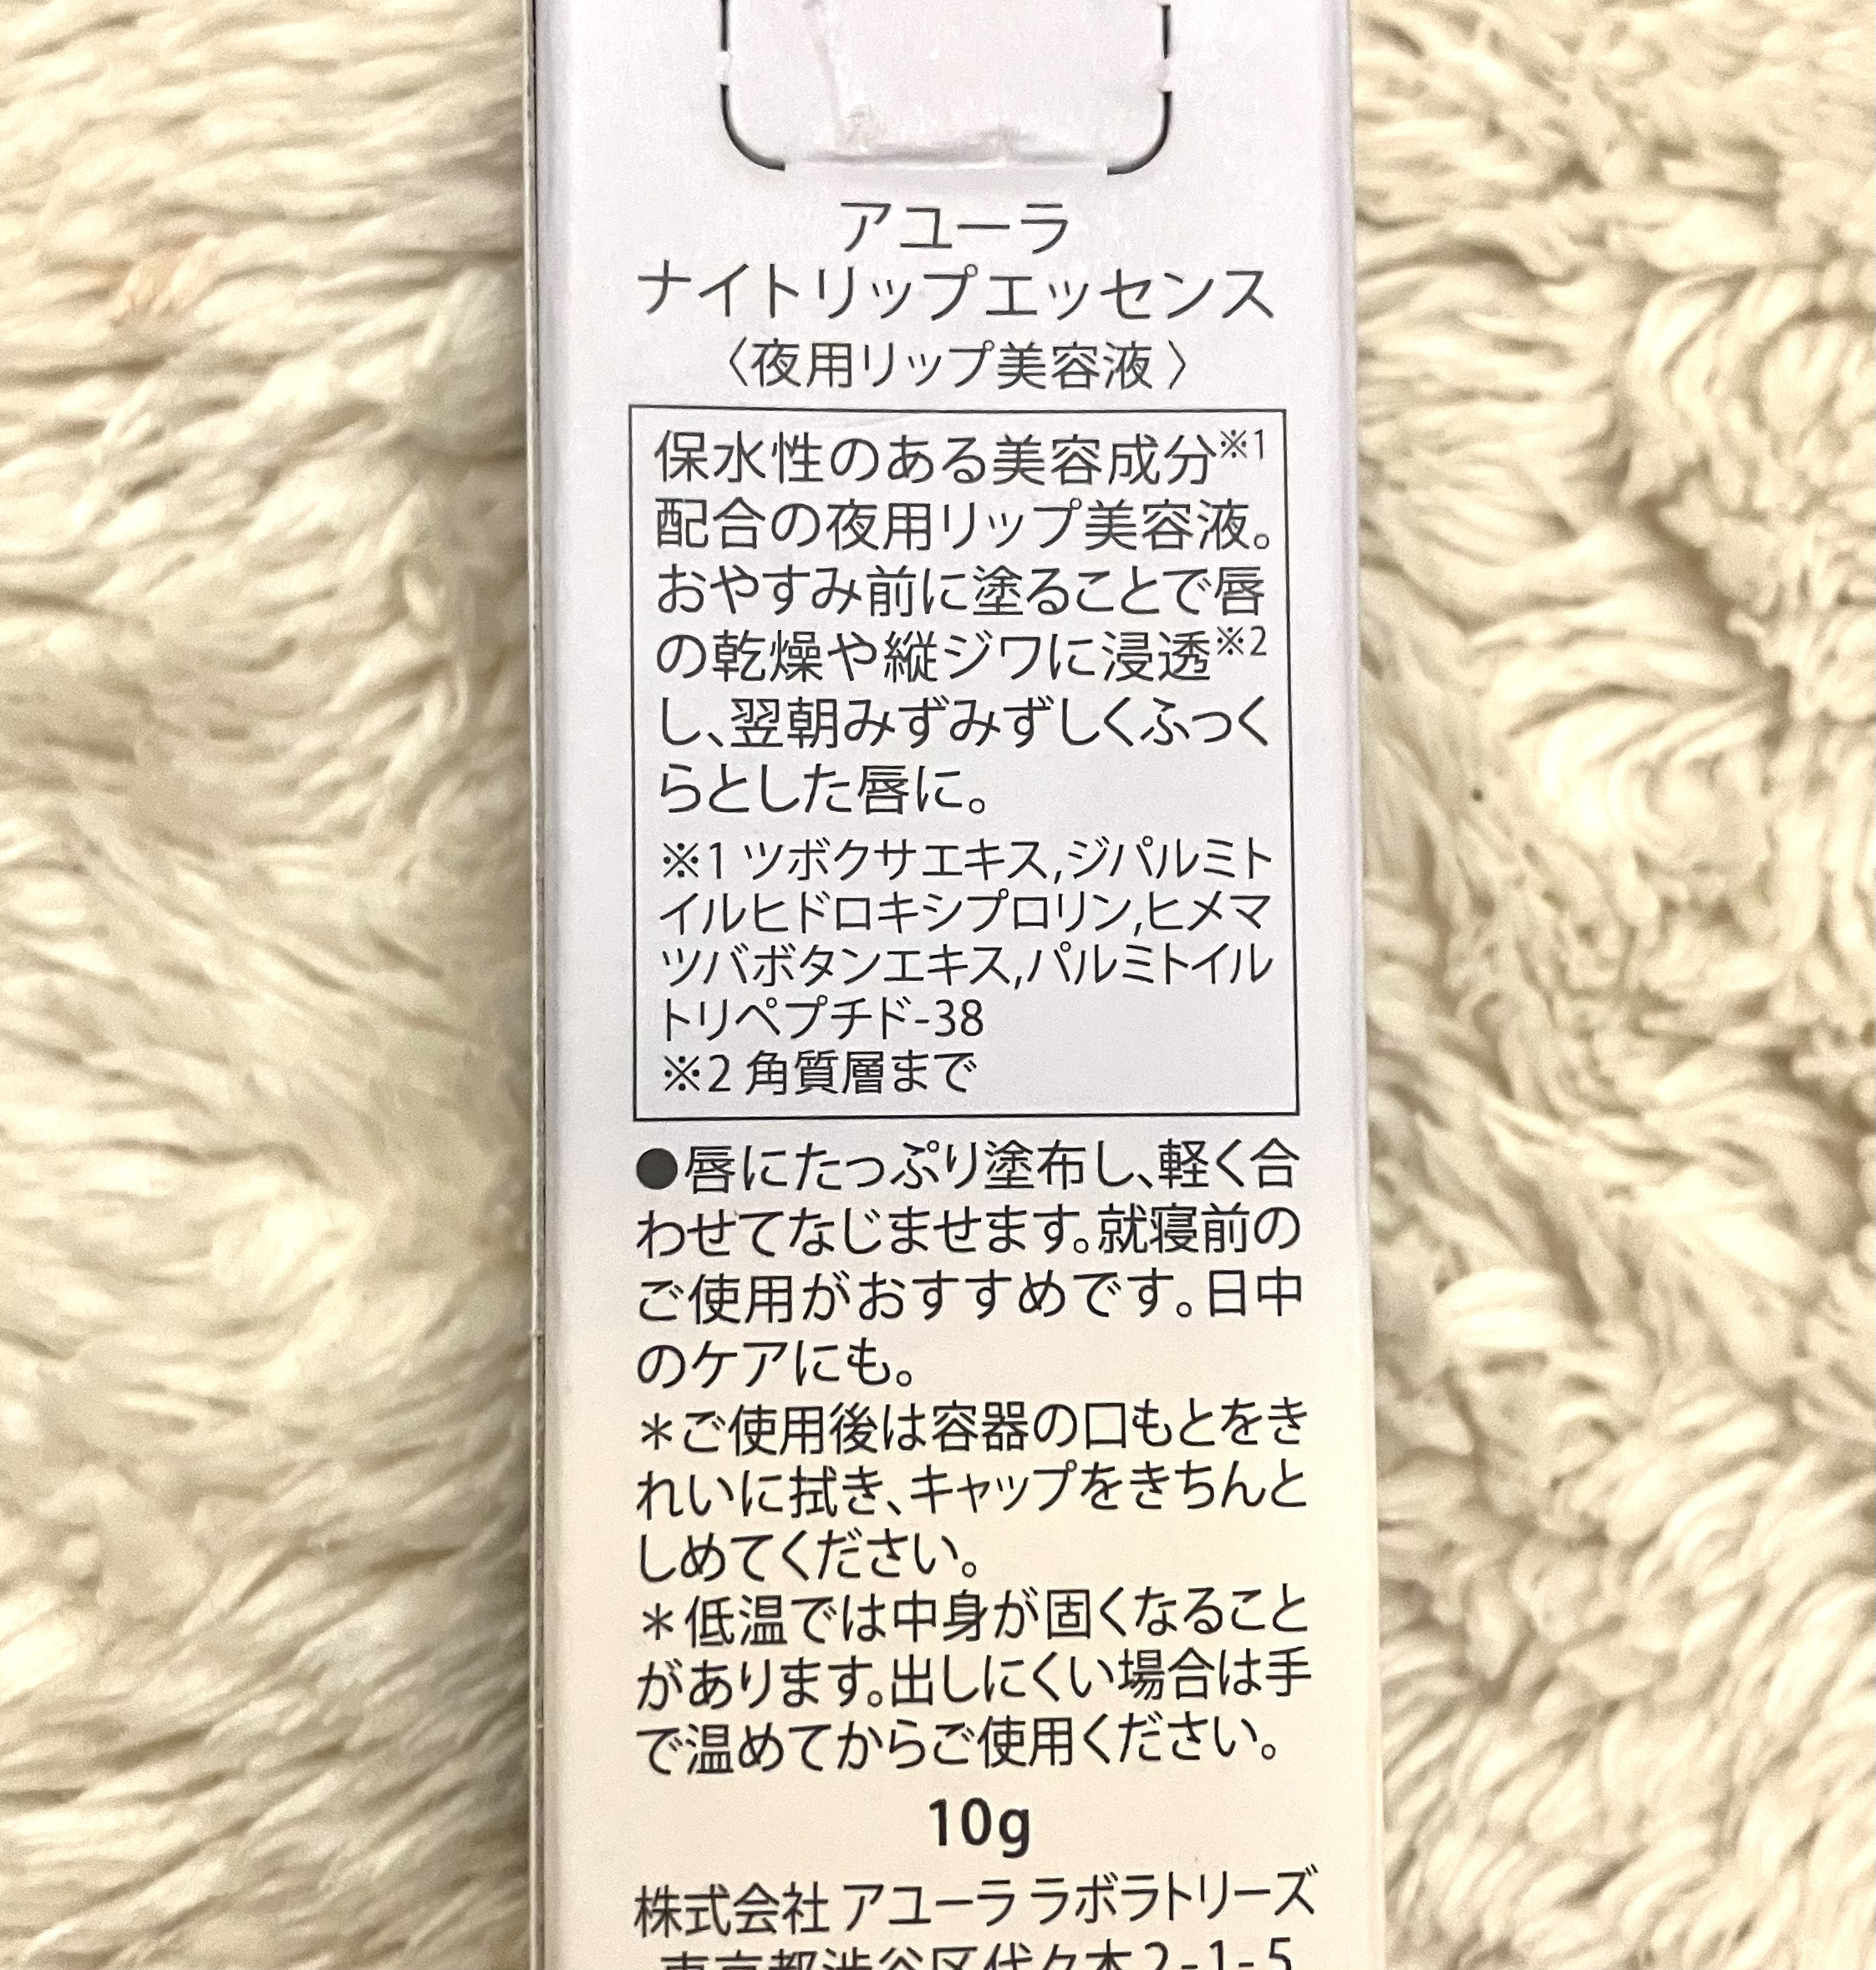 アユーラ
ナイトリップエッセンス
〈夜用リップ美容液〉
保水性のある美容成分※1
配合の夜用リップ美容液。
おやすみ前に塗ることで唇
の乾燥や縦ジワに浸透※2
し、翌朝みずみずしくふっく
らとした唇に。
※1 ツボクサエキス,ジパルミト
イルヒドロキシプロリン,ヒメマ
ツバボタンエキス,パルミトイル
トリペプチド-38
※2 角質層まで
●唇にたっぷり塗布し、軽く合
わせてなじませます。就寝前の
ご使用がおすすめです。日中
のケアにも。
＊ご使用後は容器の口もとをき
れいに拭き、キャップをきちんと
しめてください。
＊低温では中身が固くなること
があります。出しにくい場合は手
で温めてからご使用ください。
10g
株式会社 アユーラ ラボラトリーズ
東京都渋谷区代々木2-1-5